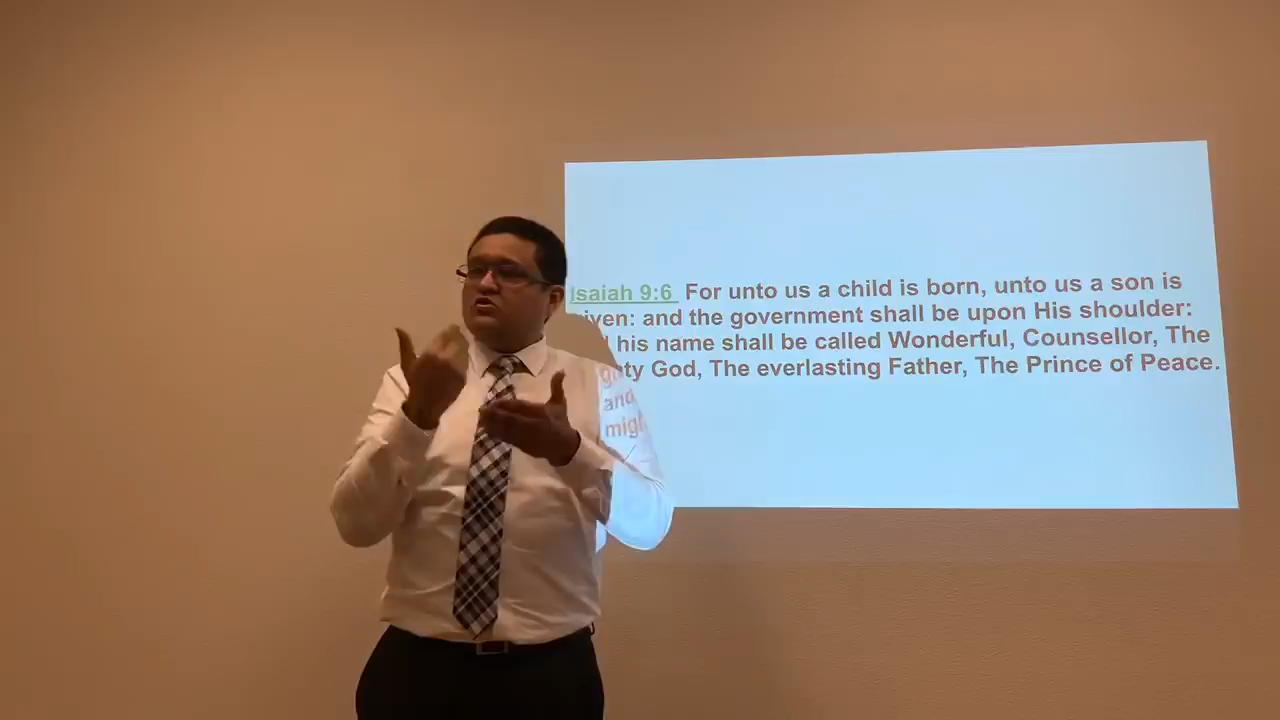 Isaiah 9:6 For unto us a child is born, unto us a son is
given: and the government shall be upon His shoulder:
and his name shall be called Wonderful, Counsellor, The
mighty God, The everlasting Father, The Prince of Peace.